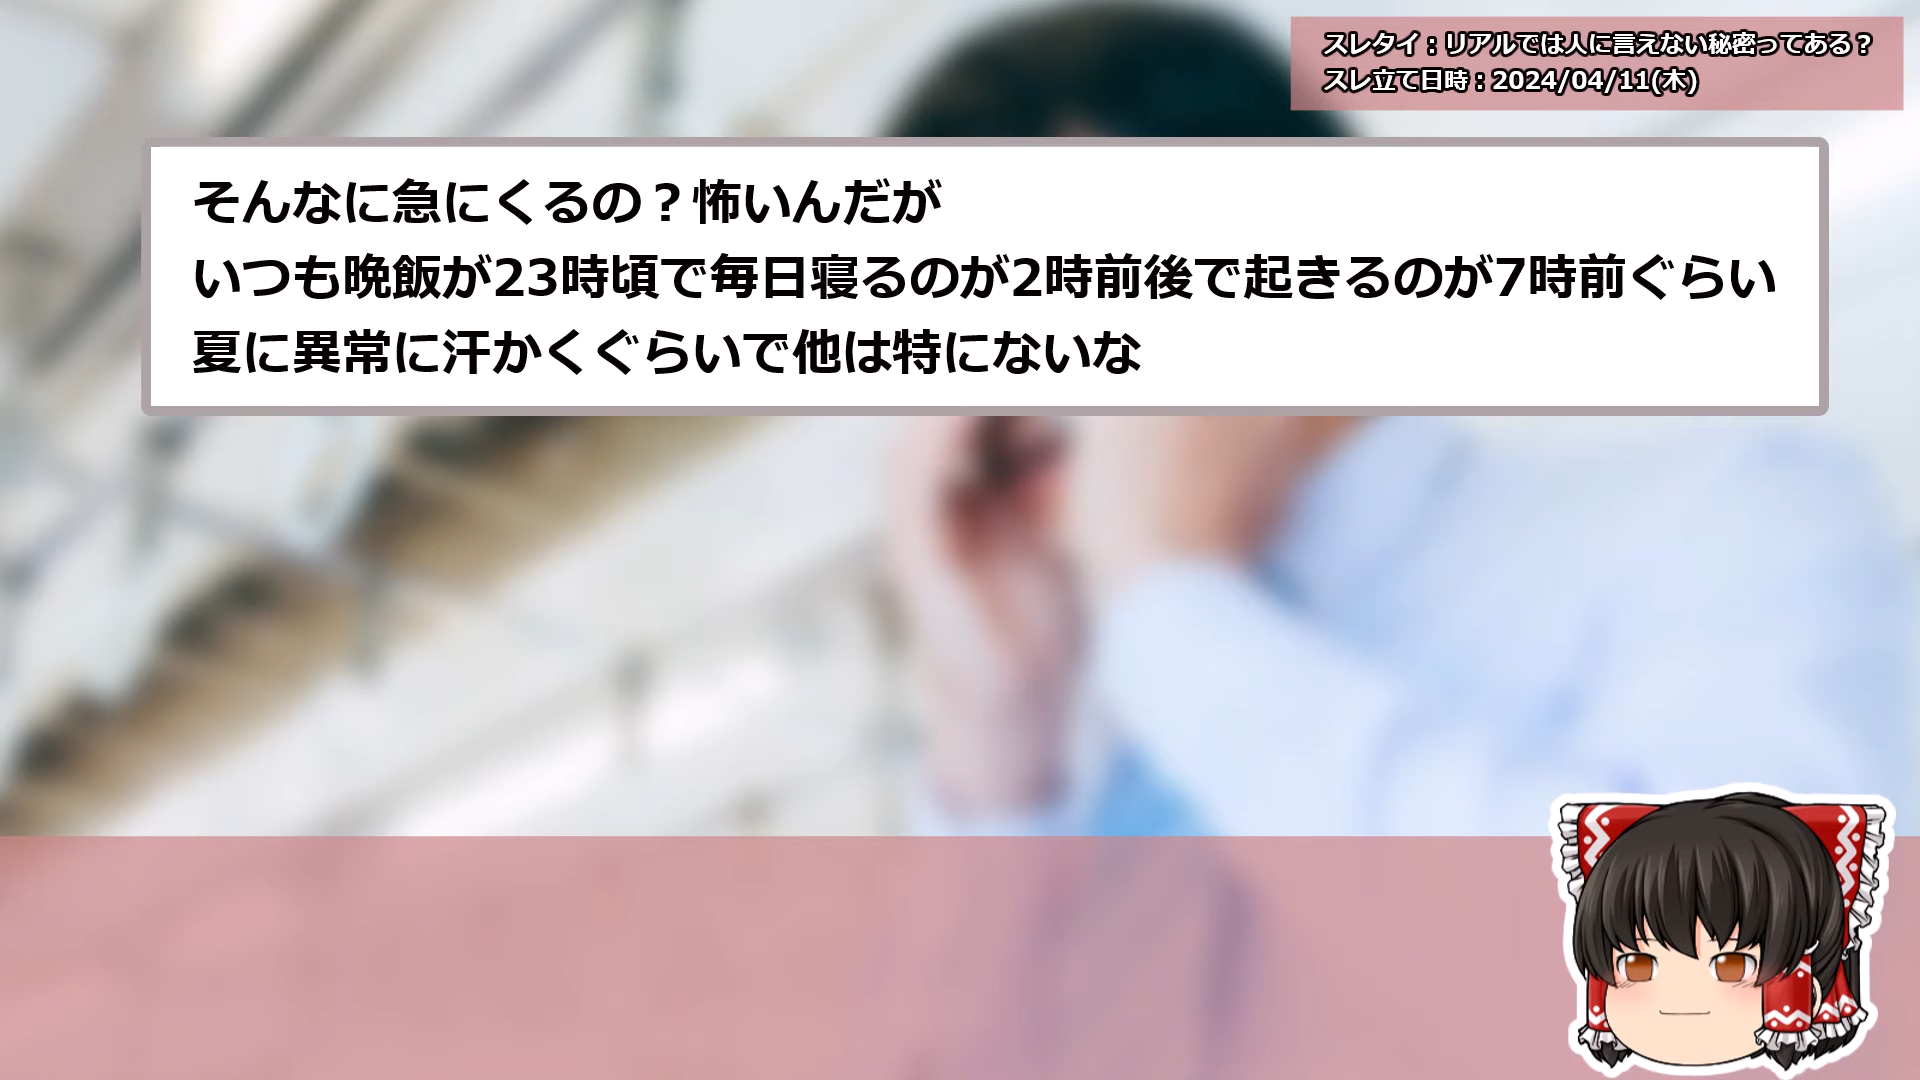 スレタイ：リアルでは人に言えない秘密ってある？
スレ立て日時：2024/04/11(木)
そんなに急にくるの？怖いんだが
いつも晩飯が23時頃で毎日寝るのが2時前後で起きるのが7時前ぐらい
夏に異常に汗かくぐらいで他は特にないな